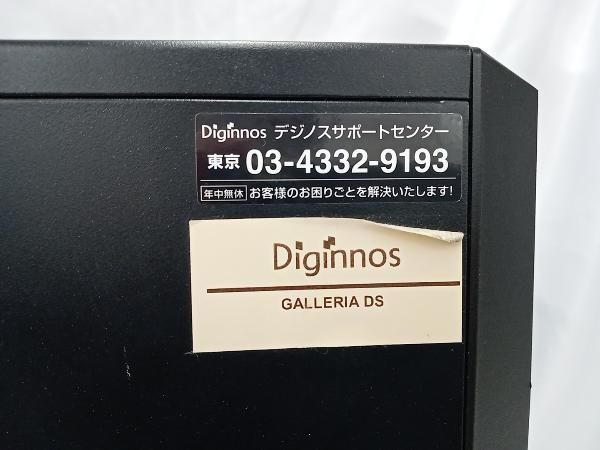 Diginnos デジノスサポートセンター
東京 03-4332-9193
年中無休 お客様のお困りごとを解決いたします!
Diginnos
GALLERIA DS